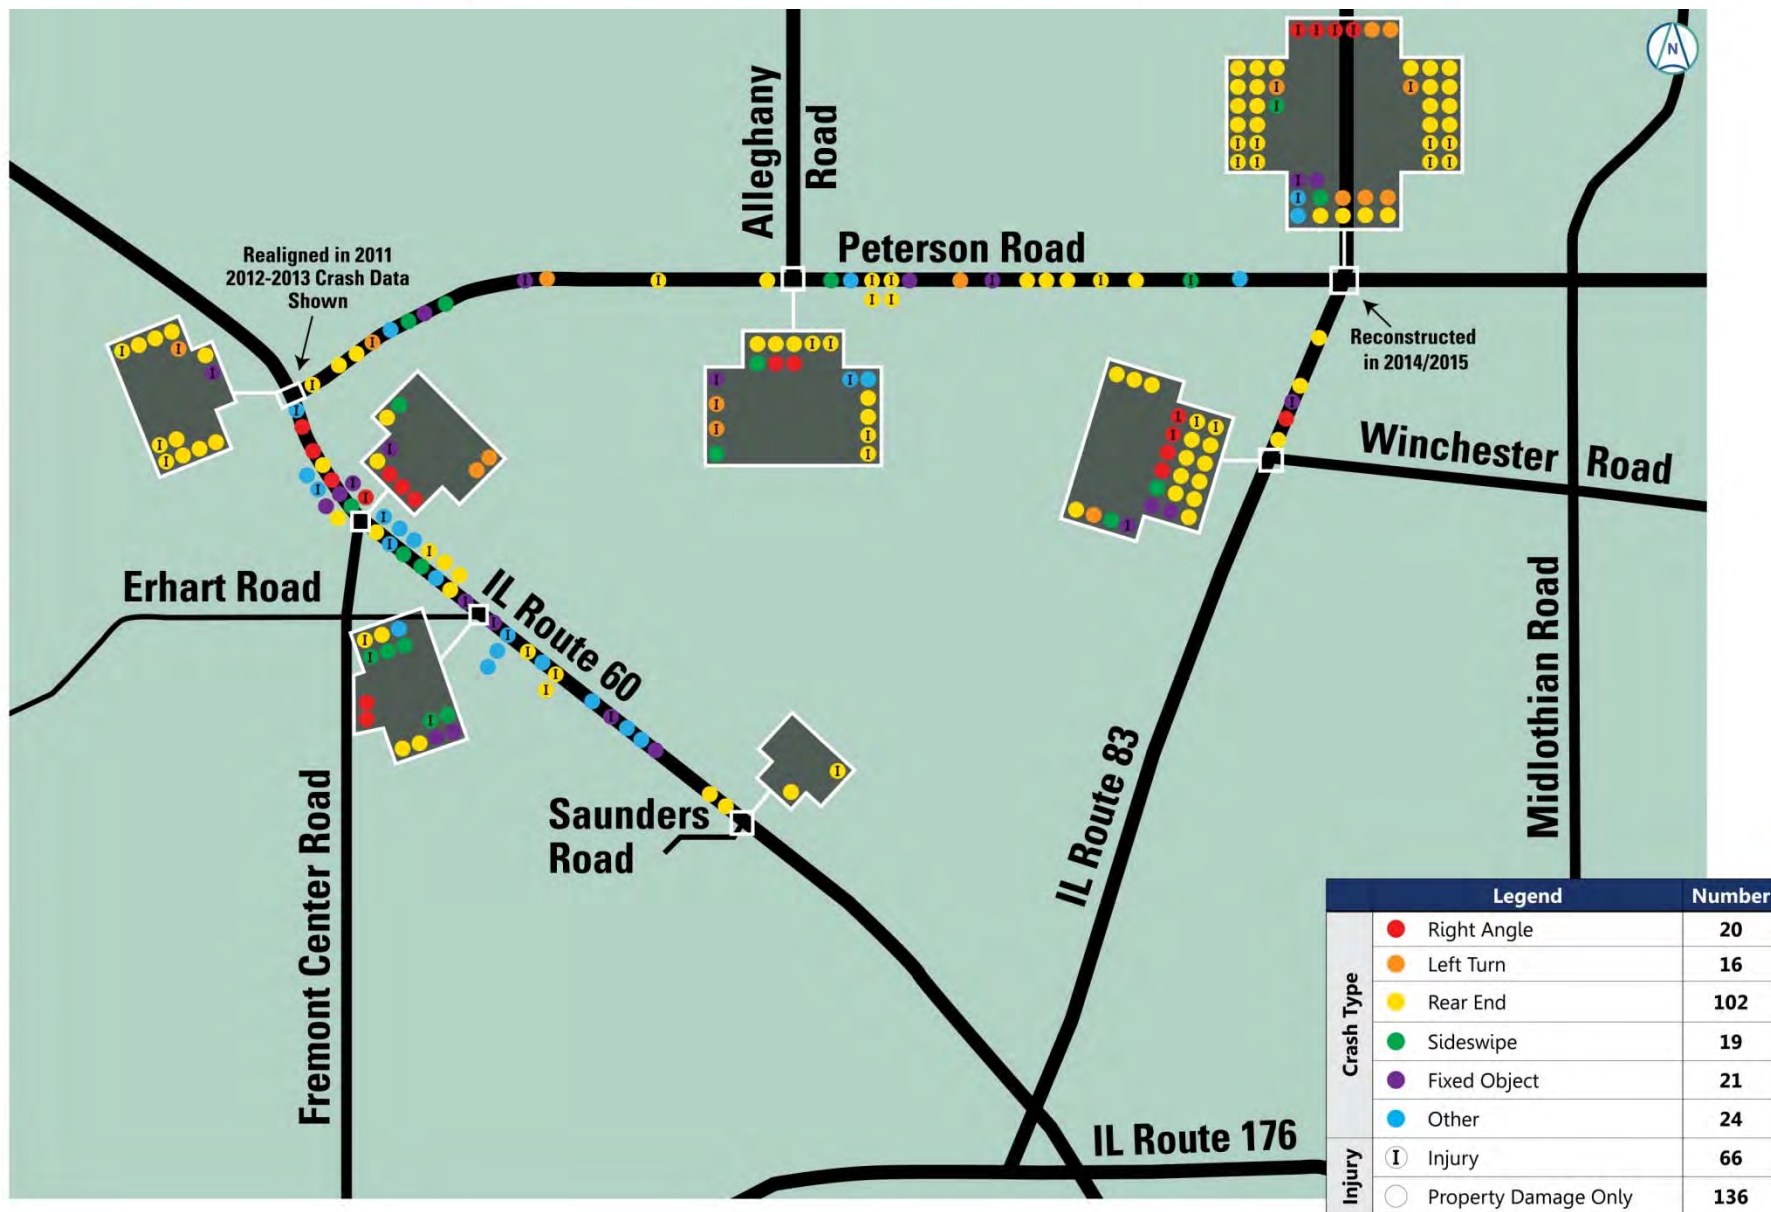 N
Alleghany
Road
Peterson Road
Realigned in 2011
2012-2013 Crash Data
Shown
Reconstructed
in 2014/2015
Winchester Road
Erhart Road
IL Route 60
Saunders
Road
Fremont Center Road
IL Route 83
Midlothian Road
IL Route 176
Legend Number
Crash Type
Right Angle 20
Left Turn 16
Rear End 102
Sideswipe 19
Fixed Object 21
Other 24
Injury
I Injury 66
Property Damage Only 136